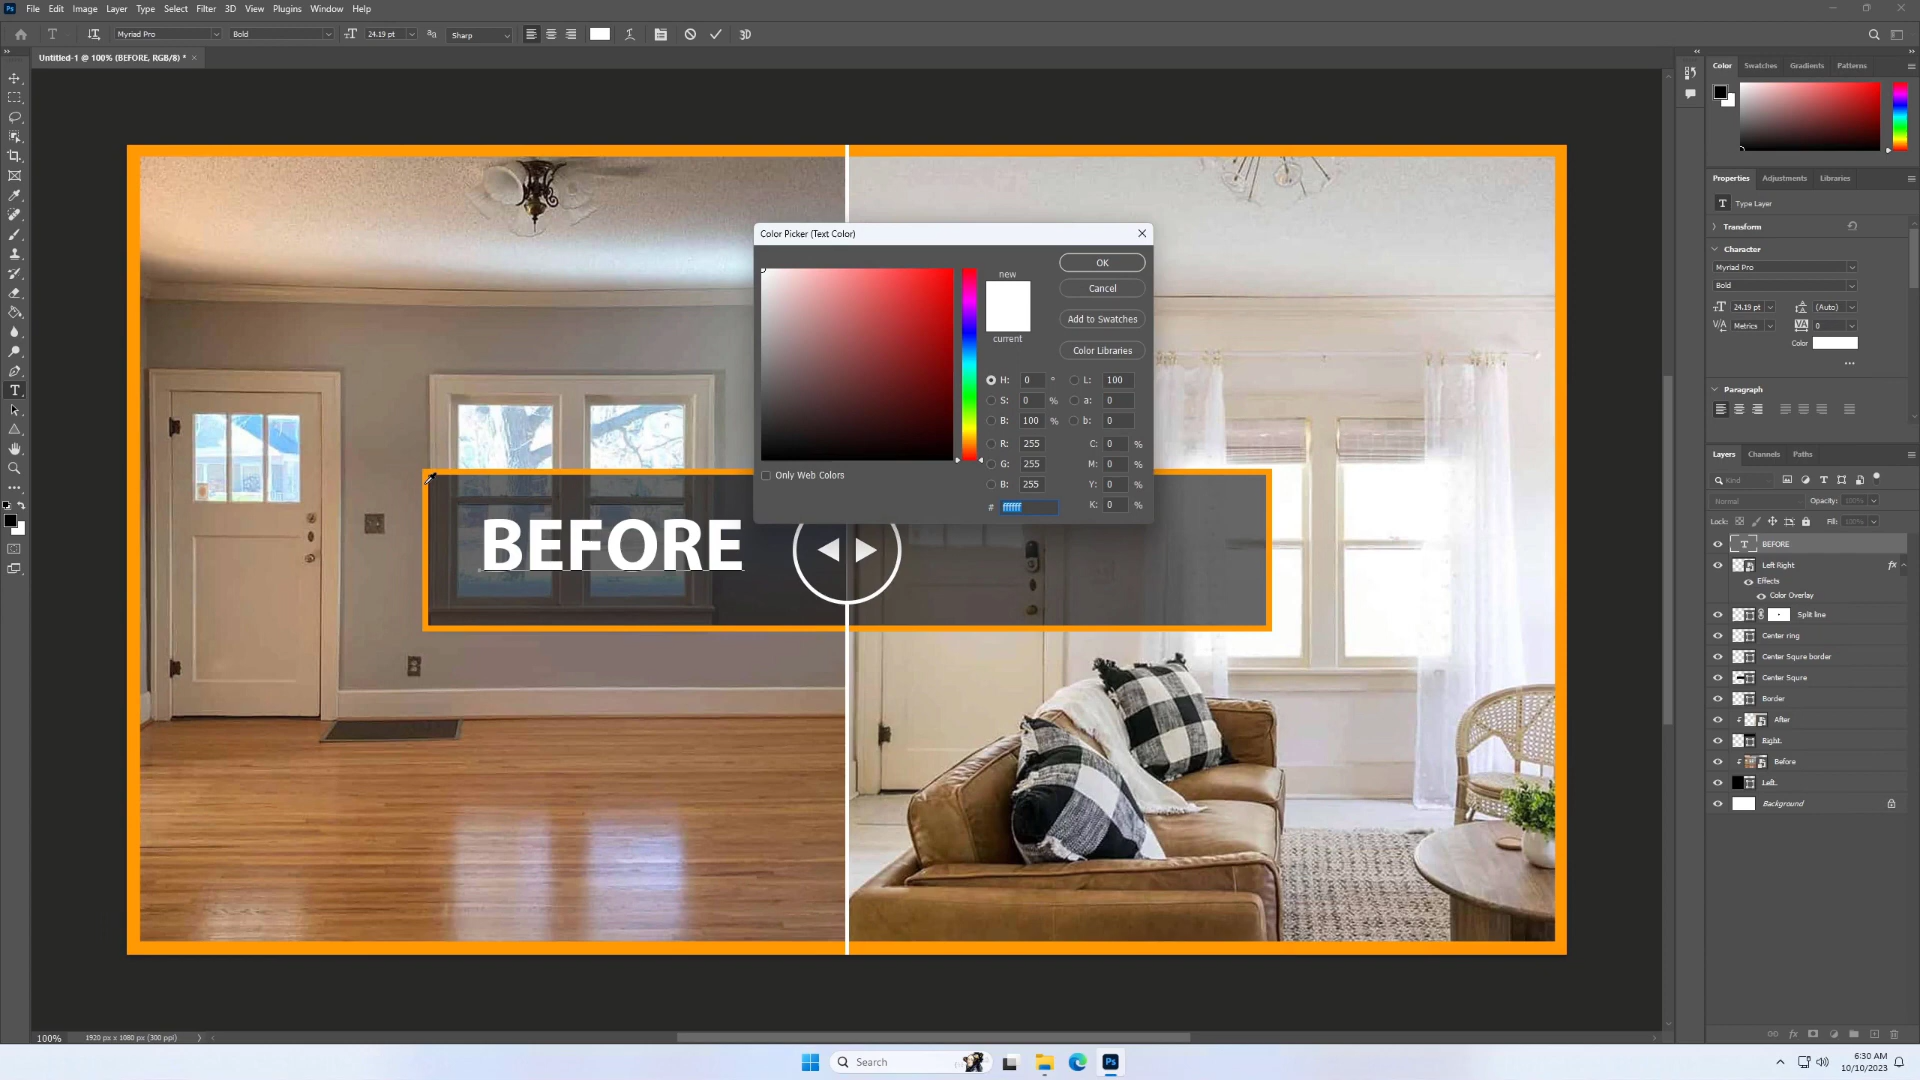 Ps File Edit Image Layer Type Select Filter 3D View Plugins Window Help
T Myriad Pro Bold 24.19 pt Sharp 3D
Untitled-1 @ 100% (BEFORE, RGB/8) * ×
Color Swatches Gradients Patterns
Properties Adjustments Libraries
T Type Layer
Transform
Character
Myriad Pro
Bold
24.19 pt (Auto)
Metrics 0
Color
Paragraph
Layers Channels Paths
Kind
Normal Opacity: 100%
Lock: Fill: 100%
T BEFORE
Left Right fx
Effects
Color Overlay
Split line
Center ring
Center Squre border
Center Squre
Border
After
Right.
Before
Left.
Background
Color Picker (Text Color)
new
current
OK
Cancel
Add to Swatches
Color Libraries
H: 0 ° L: 100
S: 0 % a: 0
B: 100 % b: 0
R: 255 C: 0 %
G: 255 M: 0 %
B: 255 Y: 0 %
# ffffff K: 0 %
Only Web Colors
BEFORE
100% 1920 px x 1080 px (300 ppi)
Search
Ps
6:30 AM
10/10/2023